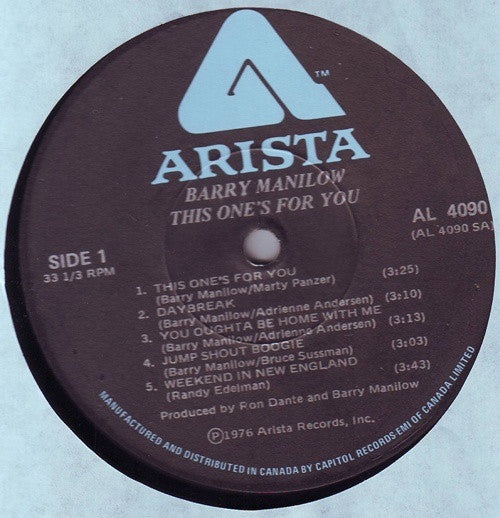 TM
ARISTA
BARRY MANILOW
THIS ONE'S FOR YOU
SIDE 1
33 1/3 RPM
AL 4090
(AL 4090 SA)
1. THIS ONE'S FOR YOU (3:25)
(Barry Manilow/Marty Panzer)
2. DAYBREAK (3:10)
(Barry Manilow/Adrienne Andersen)
3. YOU OUGHTA BE HOME WITH ME (3:13)
(Barry Manilow/Adrienne Andersen)
4. JUMP SHOUT BOOGIE (3:03)
(Barry Manilow/Bruce Sussman)
5. WEEKEND IN NEW ENGLAND (3:43)
(Randy Edelman)
Produced by Ron Dante and Barry Manilow
Ⓟ1976 Arista Records, Inc.
MANUFACTURED AND DISTRIBUTED IN CANADA BY CAPITOL RECORDS EMI OF CANADA LIMITED